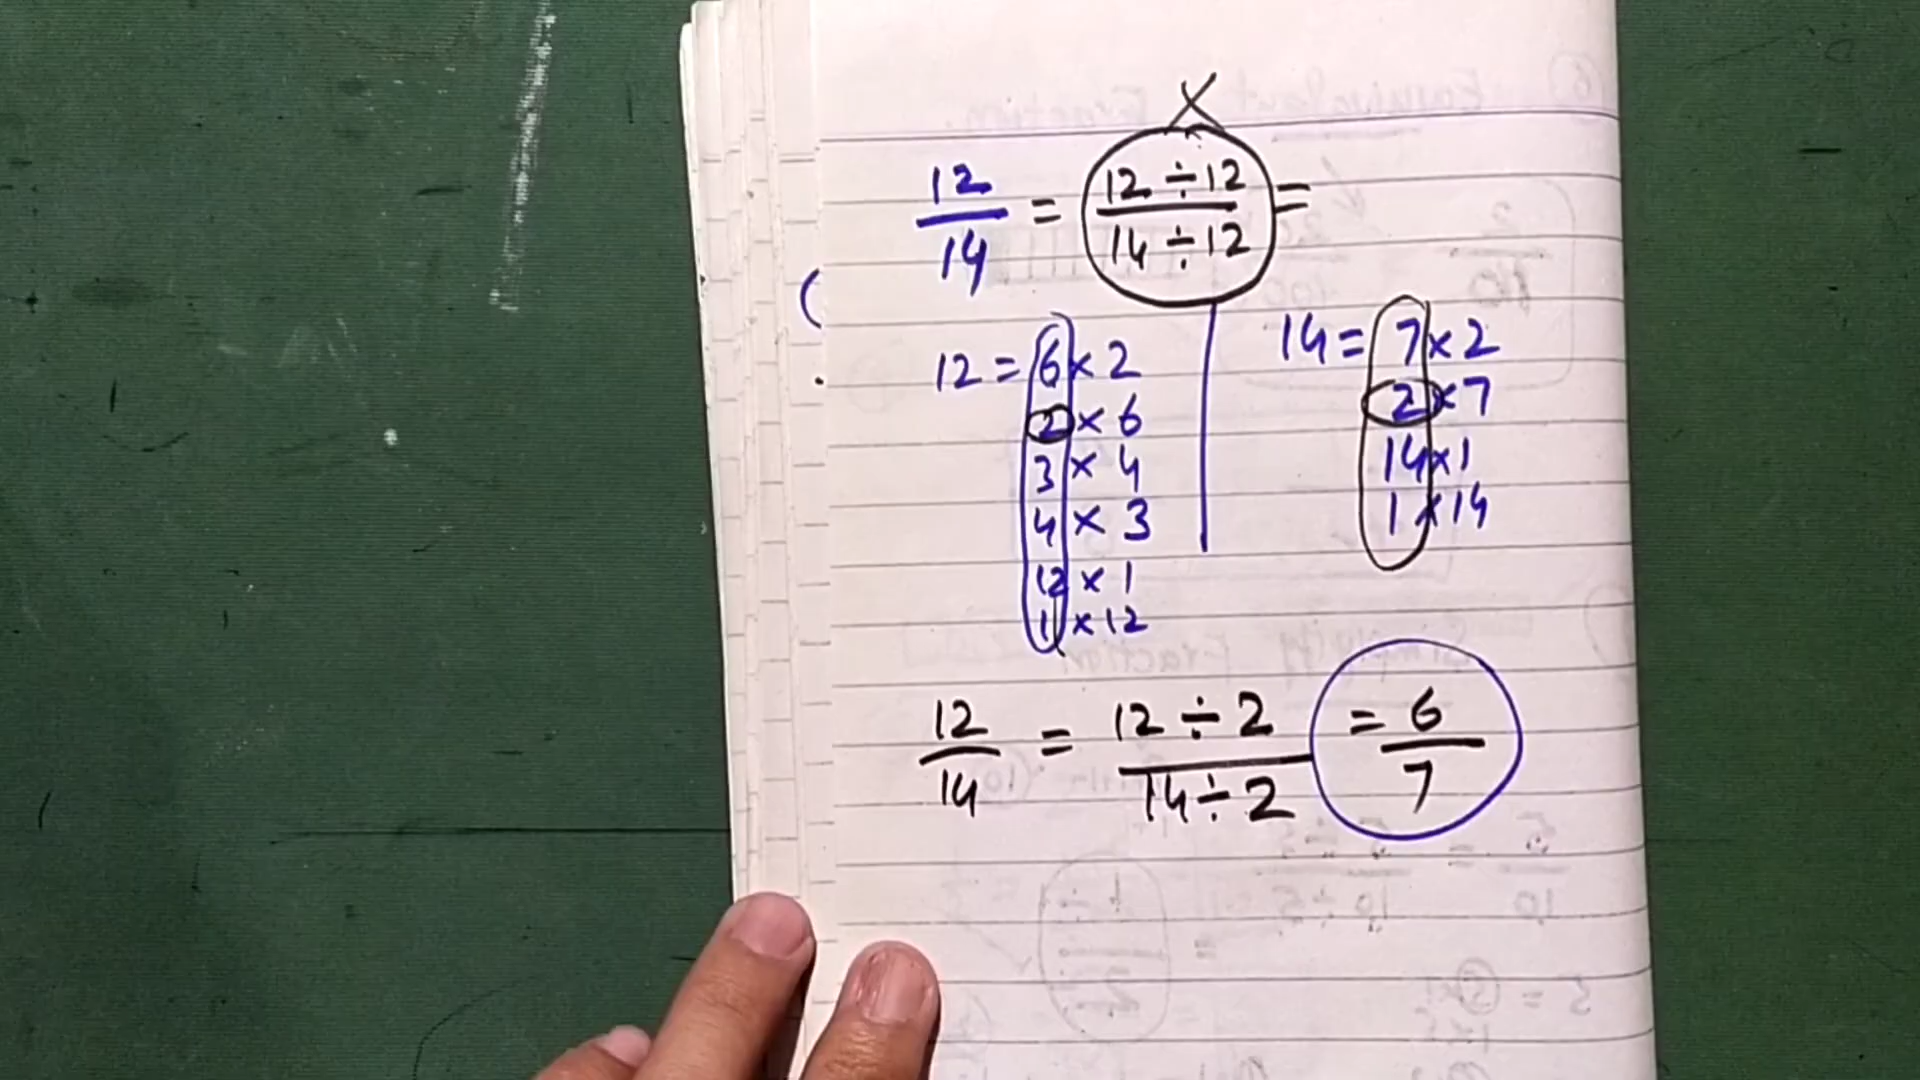 ×
12/14 = 12 ÷ 12/14 ÷ 12 =
12 = 6 × 2
2 × 6
3 × 4
4 × 3
12 × 1
1 × 12
14 = 7 × 2
2 × 7
14 × 1
1 × 14
12/14 = 12 ÷ 2/14 ÷ 2 = 6/7